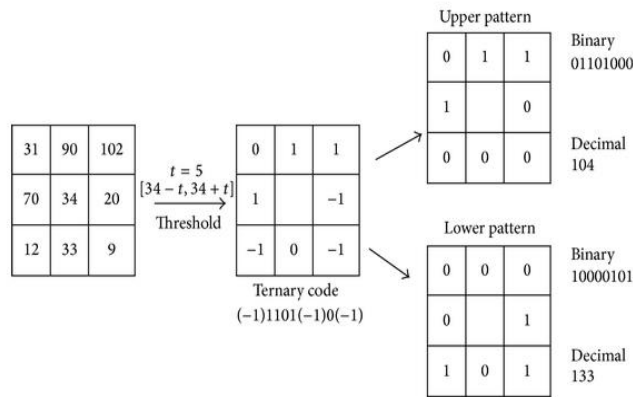 Upper pattern
0 1 1
1 0
0 0 0
Binary
01101000
Decimal
104
31 90 102
70 34 20
12 33 9
t = 5
[34 − t, 34 + t]
Threshold
0 1 1
1 −1
−1 0 −1
Ternary code
(−1)1101(−1)0(−1)
Lower pattern
0 0 0
0 1
1 0 1
Binary
10000101
Decimal
133